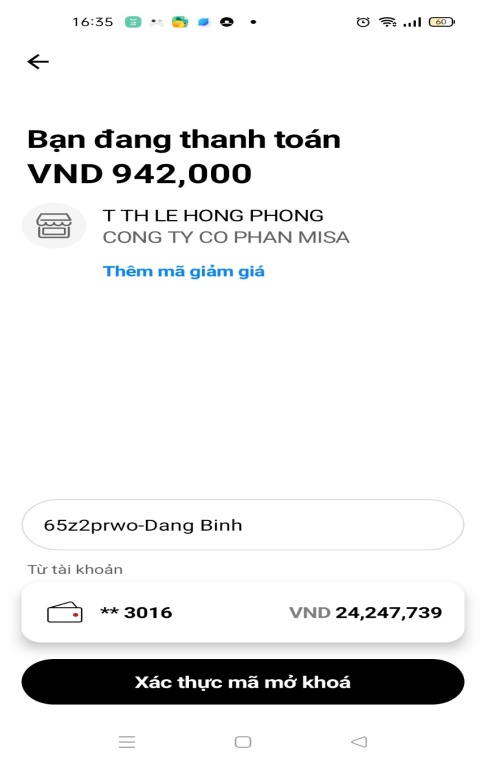 16:35
60
Bạn đang thanh toán
VND 942,000
T TH LE HONG PHONG
CONG TY CO PHAN MISA
Thêm mã giảm giá
65z2prwo-Dang Binh
Từ tài khoản
** 3016 VND 24,247,739
Xác thực mã mở khoá